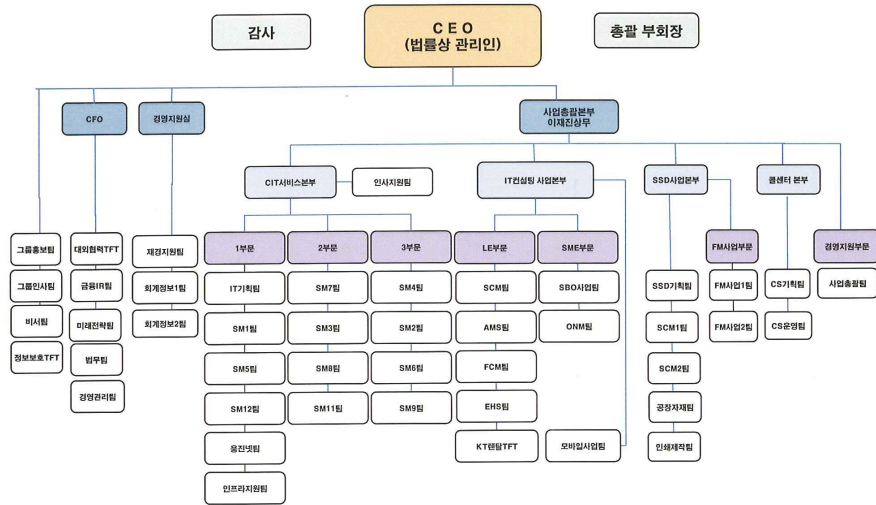 감사
C E O
(법률상 관리인)
총괄 부회장
CFO
경영지원실
사업총괄본부
이재진상무
CIT서비스본부
인사지원팀
IT컨설팅 사업본부
SSD사업본부
콜센터 본부
그룹홍보팀
대외협력TFT
재경지원팀
1부문
2부문
3부문
LE부문
SME부문
FM사업부문
경영지원부문
그룹인사팀
금융IR팀
회계정보1팀
IT기획팀
SM7팀
SM4팀
SCM팀
SBO사업팀
SSD기획팀
FM사업1팀
CS기획팀
사업총괄팀
비서팀
미래전략팀
회계정보2팀
SM1팀
SM3팀
SM2팀
AMS팀
ONM팀
SCM1팀
FM사업2팀
CS운영팀
정보보호TFT
법무팀
SM5팀
SM8팀
SM6팀
FCM팀
SCM2팀
경영관리팀
SM12팀
SM11팀
SM9팀
EHS팀
공장자재팀
웅진넷팀
KT렌탈TFT
모바일사업팀
인쇄제작팀
인프라지원팀